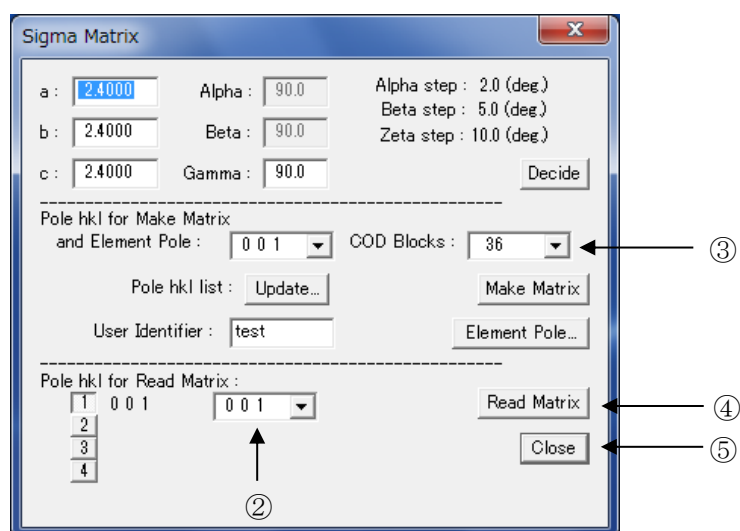 Sigma Matrix
a : 2.4000 Alpha : 90.0 Alpha step : 2.0 (deg.)
Beta step : 5.0 (deg.)
b : 2.4000 Beta : 90.0 Zeta step : 10.0 (deg.)
c : 2.4000 Gamma : 90.0 Decide
Pole hkl for Make Matrix
and Element Pole : 0 0 1 COD Blocks : 36 ③
Pole hkl list : Update... Make Matrix
User Identifier : test Element Pole...
Pole hkl for Read Matrix :
1 0 0 1 0 0 1 Read Matrix ④
2
3 Close ⑤
4
②